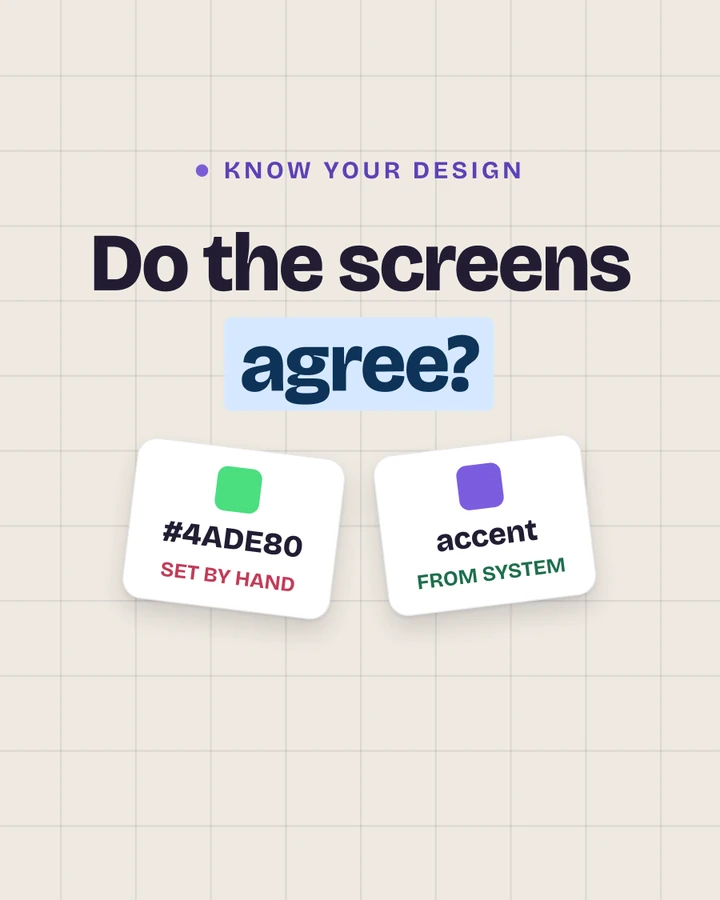 KNOW YOUR DESIGN
Do the screens
agree?
#4ADE80
SET BY HAND
accent
FROM SYSTEM